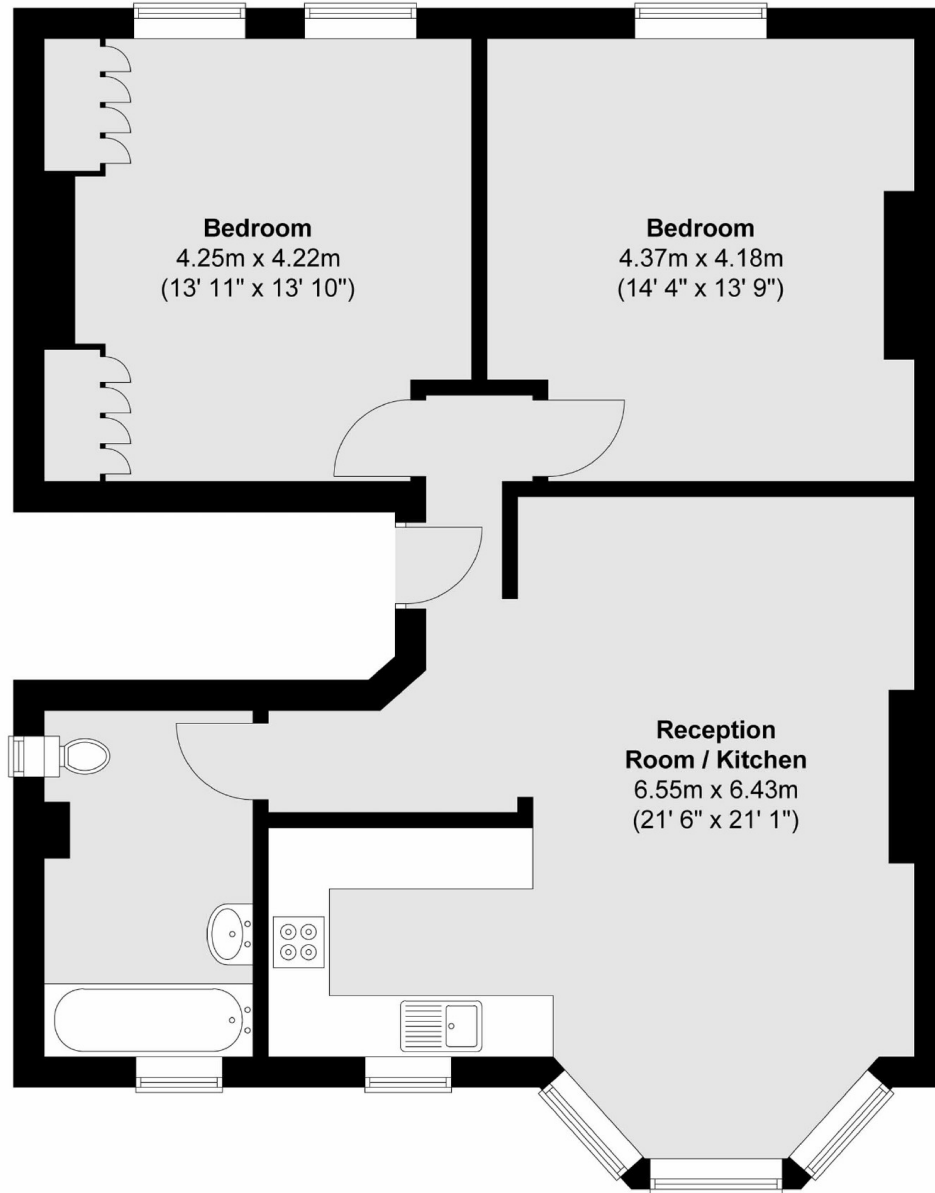 Bedroom
4.25m x 4.22m
(13' 11" x 13' 10")
Bedroom
4.37m x 4.18m
(14' 4" x 13' 9")
Reception
Room / Kitchen
6.55m x 6.43m
(21' 6" x 21' 1")